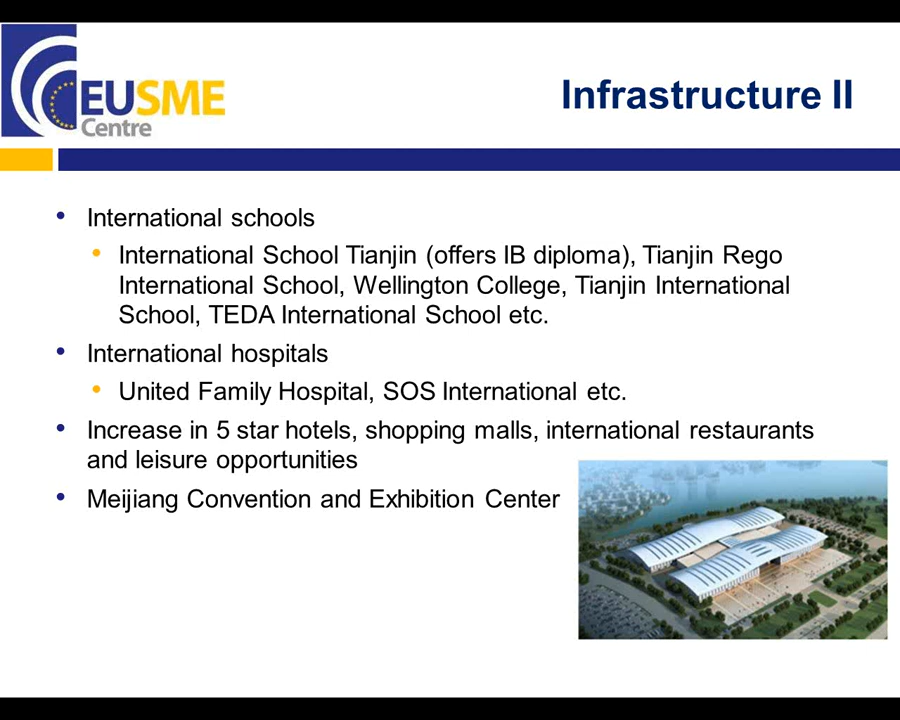 EUSME
Centre
Infrastructure II
• International schools
• International School Tianjin (offers IB diploma), Tianjin Rego
International School, Wellington College, Tianjin International
School, TEDA International School etc.
• International hospitals
• United Family Hospital, SOS International etc.
• Increase in 5 star hotels, shopping malls, international restaurants
and leisure opportunities
• Meijiang Convention and Exhibition Center